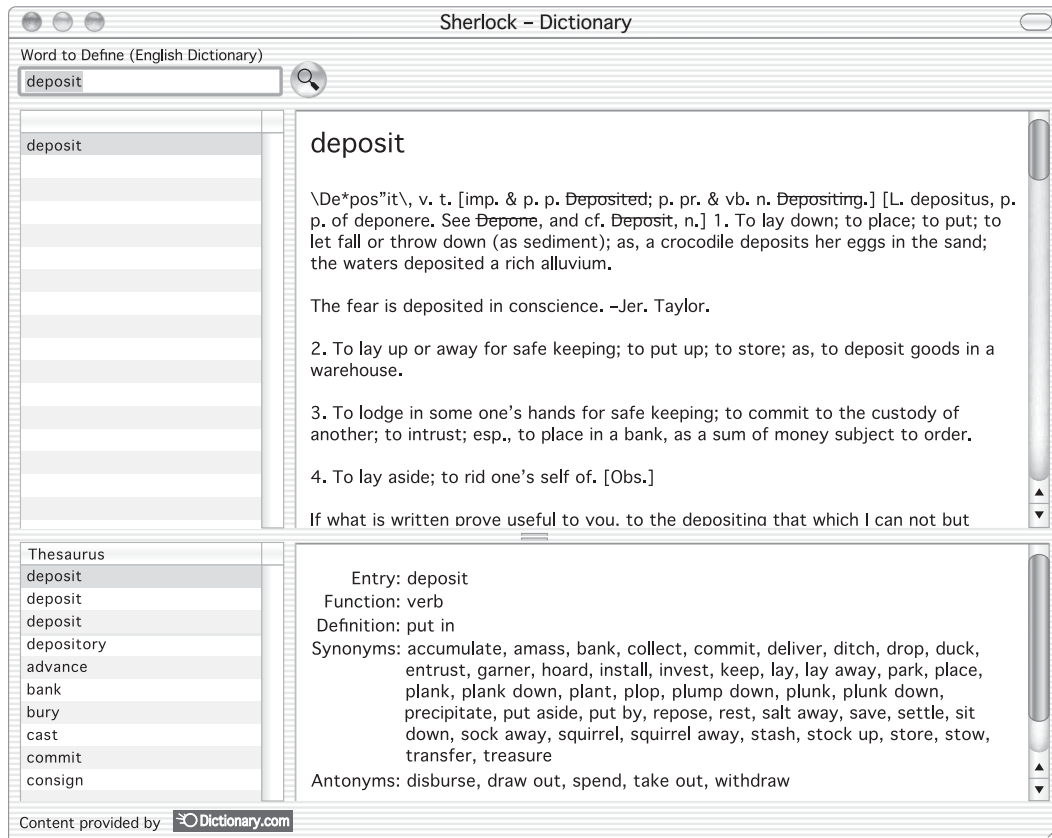 Sherlock – Dictionary
Word to Define (English Dictionary)
deposit
deposit
deposit
\De*pos”it\, v. t. [imp. & p. p. Deposited; p. pr. & vb. n. Depositing.] [L. depositus, p.
p. of deponere. See Depone, and cf. Deposit, n.] 1. To lay down; to place; to put; to
let fall or throw down (as sediment); as, a crocodile deposits her eggs in the sand;
the waters deposited a rich alluvium.
The fear is deposited in conscience. –Jer. Taylor.
2. To lay up or away for safe keeping; to put up; to store; as, to deposit goods in a
warehouse.
3. To lodge in some one’s hands for safe keeping; to commit to the custody of
another; to intrust; esp., to place in a bank, as a sum of money subject to order.
4. To lay aside; to rid one’s self of. [Obs.]
If what is written prove useful to you, to the depositing that which I can not but
Thesaurus
deposit
deposit
deposit
depository
advance
bank
bury
cast
commit
consign
Entry: deposit
Function: verb
Definition: put in
Synonyms: accumulate, amass, bank, collect, commit, deliver, ditch, drop, duck,
entrust, garner, hoard, install, invest, keep, lay, lay away, park, place,
plank, plank down, plant, plop, plump down, plunk, plunk down,
precipitate, put aside, put by, repose, rest, salt away, save, settle, sit
down, sock away, squirrel, squirrel away, stash, stock up, store, stow,
transfer, treasure
Antonyms: disburse, draw out, spend, take out, withdraw
Content provided by Dictionary.com